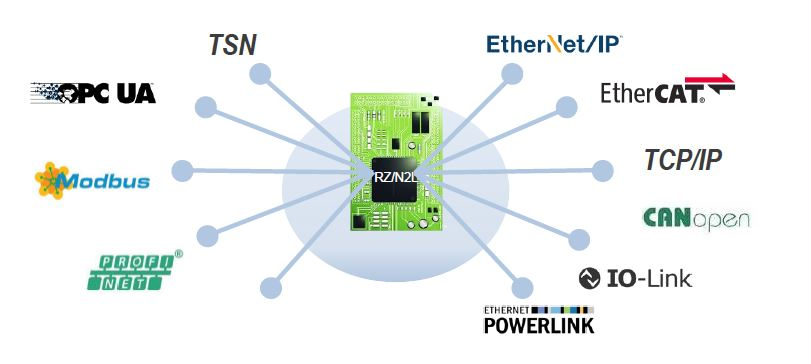 TSN
EtherNet/IP
OPC UA
EtherCAT®
Modbus
RZ/N2L
TCP/IP
CANopen
PROFI®
NET
IO-Link
ETHERNET
POWERLINK